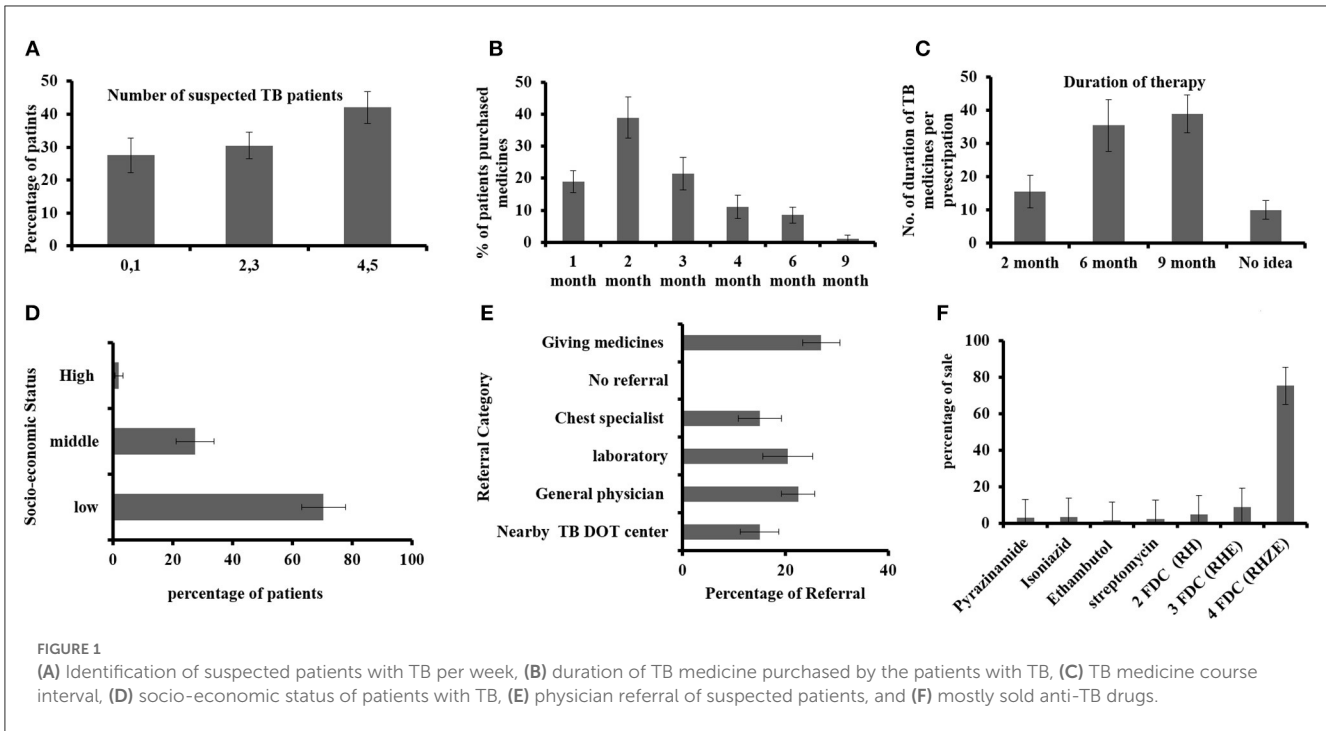 A
Number of suspected TB patients
Percentage of patints
50
40
30
20
10
0
0,1
2,3
4,5
B
% of patients purchased
medicines
50
40
30
20
10
0
1 2 3 4 6 9
month month month month month month
C
Duration of therapy
No. of duration of TB
medicines per
prescripation
50
40
30
20
10
0
2 month
6 month
9 month
No idea
D
Socio-economic Status
High
middle
low
0
20
40
60
80
100
percentage of patients
E
Referral Category
Giving medicines
No referral
Chest specialist
laboratory
General physician
Nearby TB DOT center
0
20
40
Percentage of Referral
F
percentage of sale
100
80
60
40
20
0
Pyrazinamide
Isoniazid
Ethambutol
streptomycin
2 FDC (RH)
3 FDC (RHE)
4 FDC (RHZE)
FIGURE 1
(A) Identification of suspected patients with TB per week, (B) duration of TB medicine purchased by the patients with TB, (C) TB medicine course
interval, (D) socio-economic status of patients with TB, (E) physician referral of suspected patients, and (F) mostly sold anti-TB drugs.